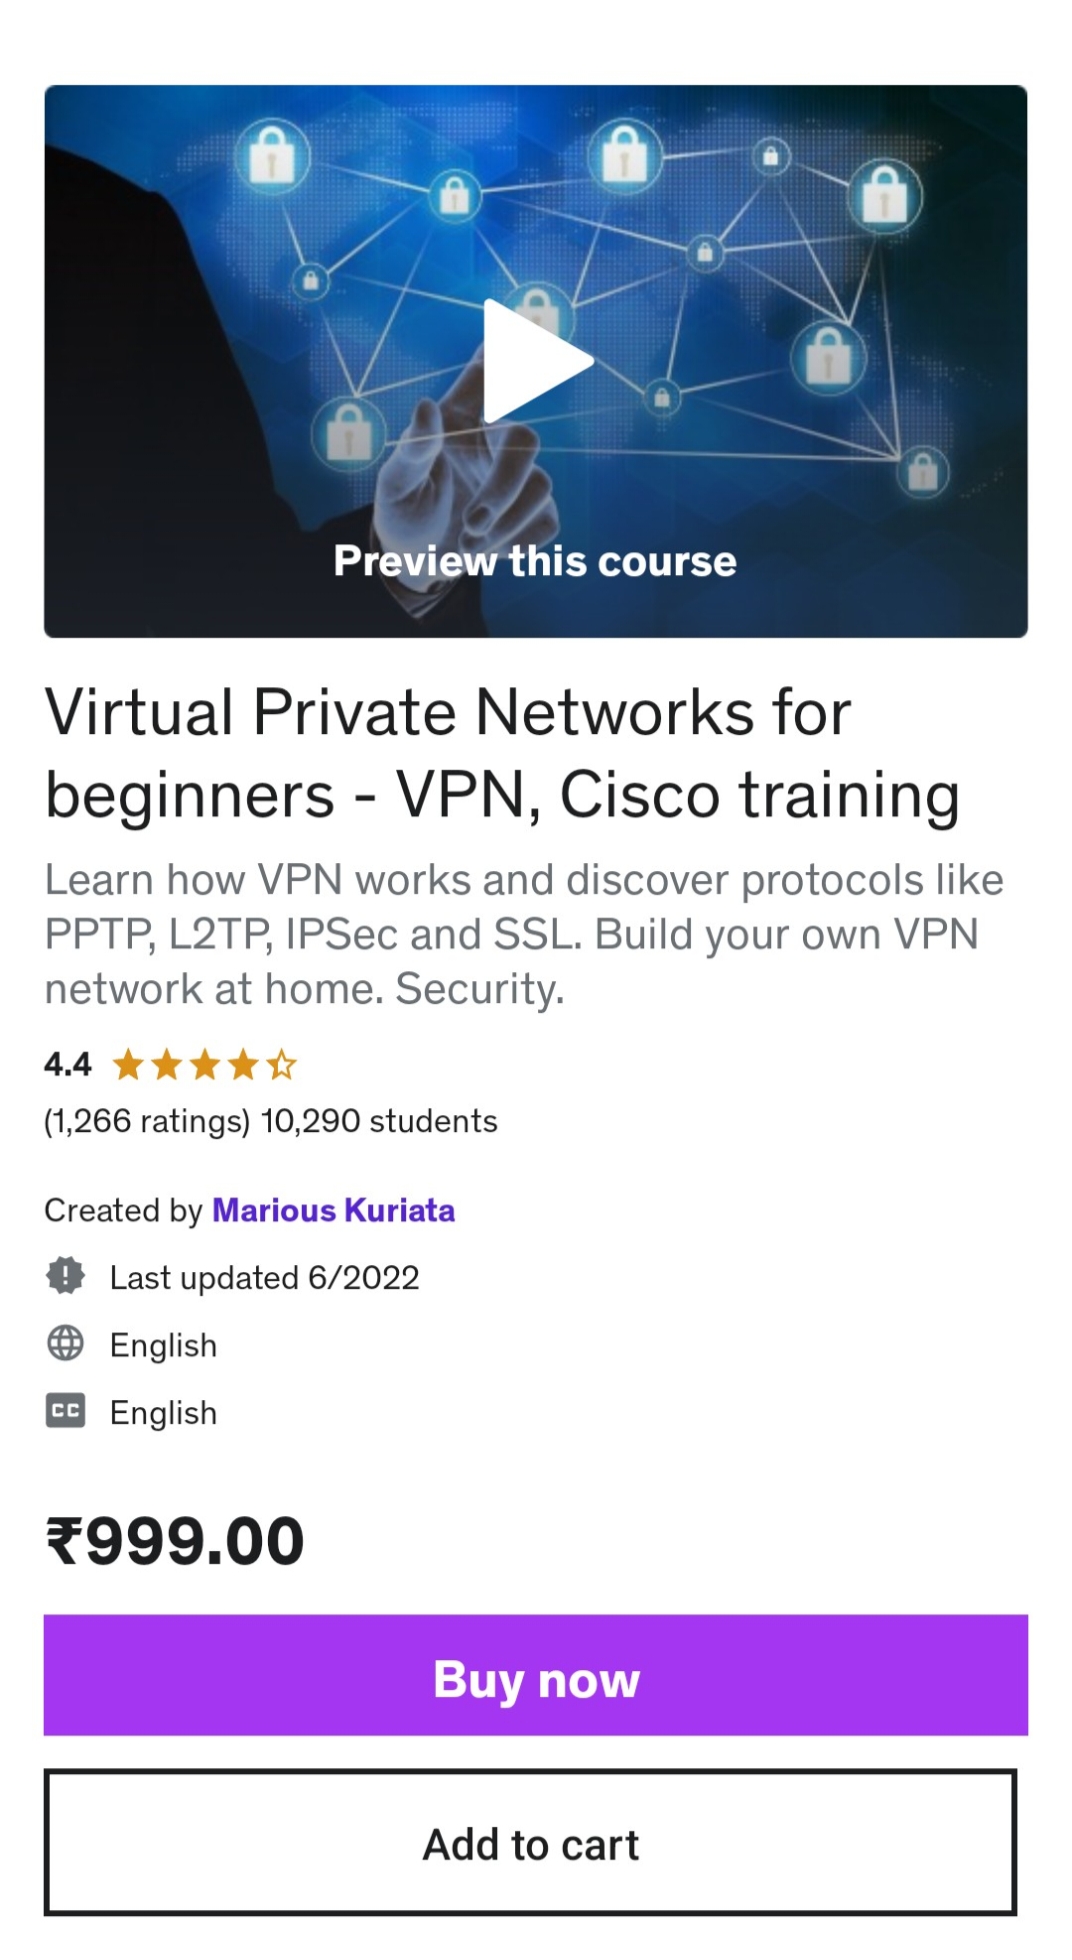 Preview this course
Virtual Private Networks for
beginners - VPN, Cisco training
Learn how VPN works and discover protocols like
PPTP, L2TP, IPSec and SSL. Build your own VPN
network at home. Security.
4.4
(1,266 ratings) 10,290 students
Created by Marious Kuriata
Last updated 6/2022
English
CC English
₹999.00
Buy now
Add to cart